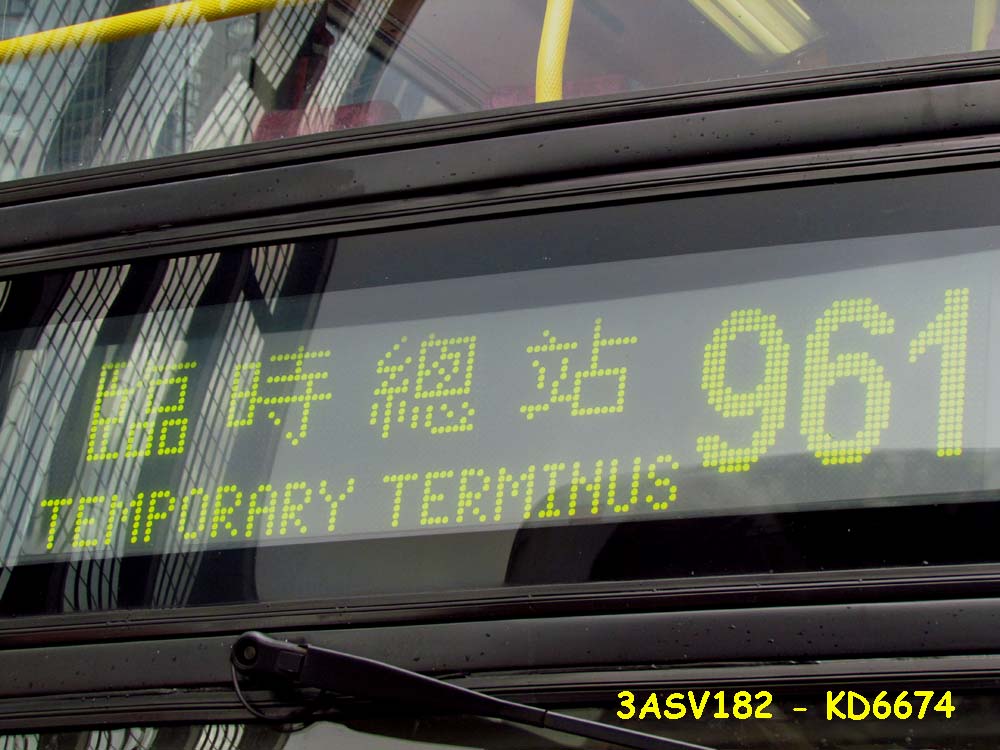 臨時總站 961
TEMPORARY TERMINUS
3ASV182 - KD6674